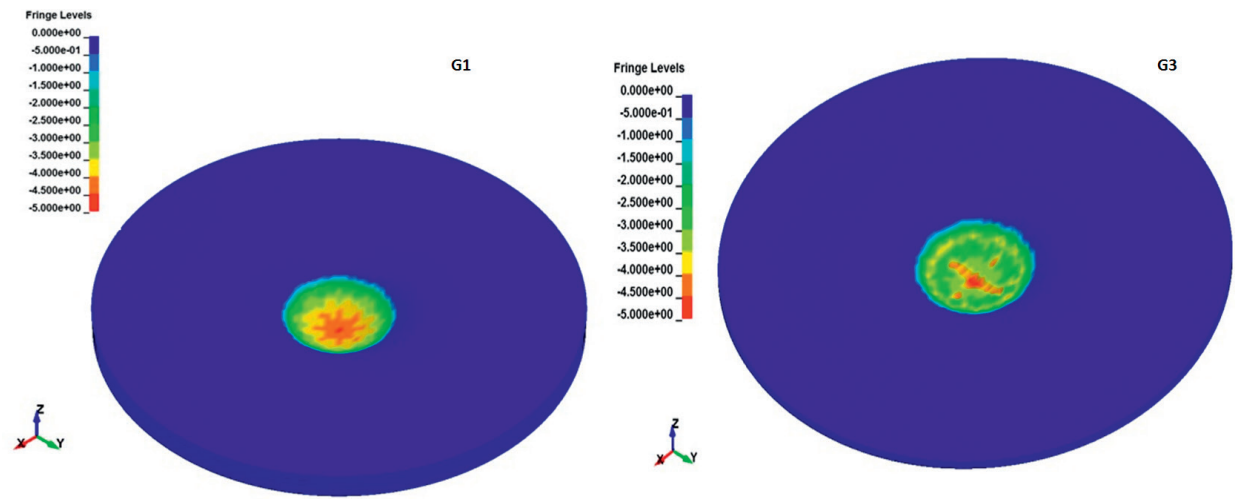 Fringe Levels
0.000e+00
-5.000e-01
-1.000e+00
-1.500e+00
-2.000e+00
-2.500e+00
-3.000e+00
-3.500e+00
-4.000e+00
-4.500e+00
-5.000e+00
G1
Z
X
Y
Fringe Levels
0.000e+00
-5.000e-01
-1.000e+00
-1.500e+00
-2.000e+00
-2.500e+00
-3.000e+00
-3.500e+00
-4.000e+00
-4.500e+00
-5.000e+00
G3
Z
X
Y